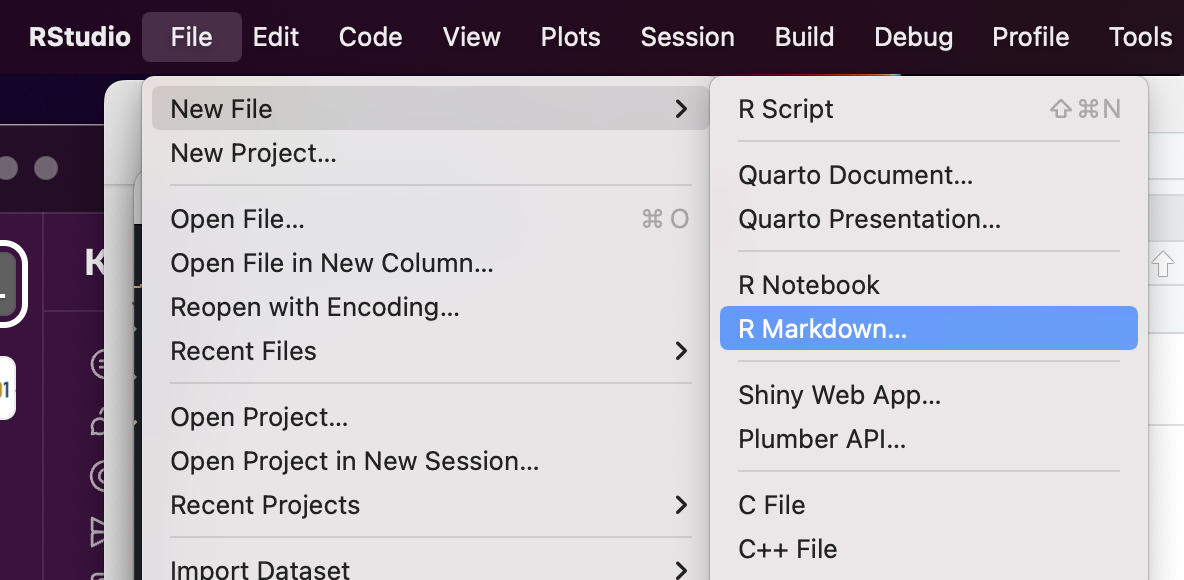 RStudio File Edit Code View Plots Session Build Debug Profile Tools
New File
New Project...
Open File... ⌘ O
Open File in New Column...
Reopen with Encoding...
Recent Files
Open Project...
Open Project in New Session...
Recent Projects
Import Dataset
R Script ⇧⌘N
Quarto Document...
Quarto Presentation...
R Notebook
R Markdown...
Shiny Web App...
Plumber API...
C File
C++ File